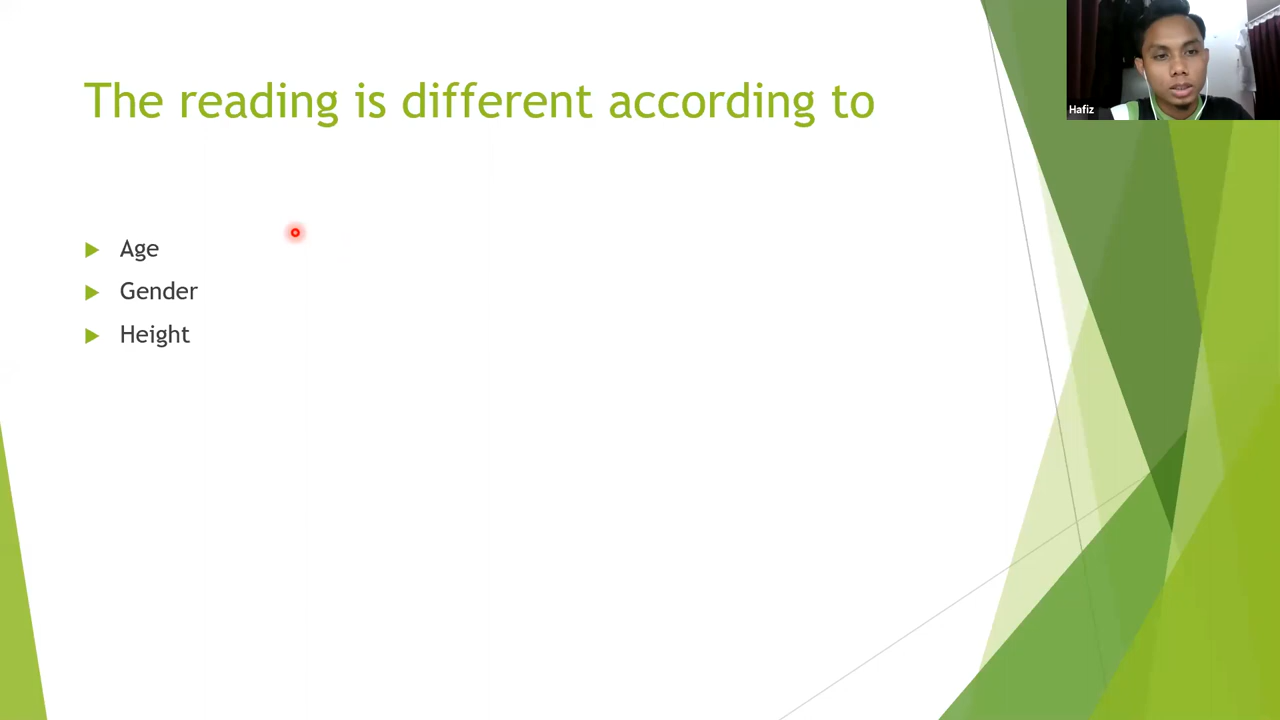 The reading is different according to
Hafiz
Age
Gender
Height